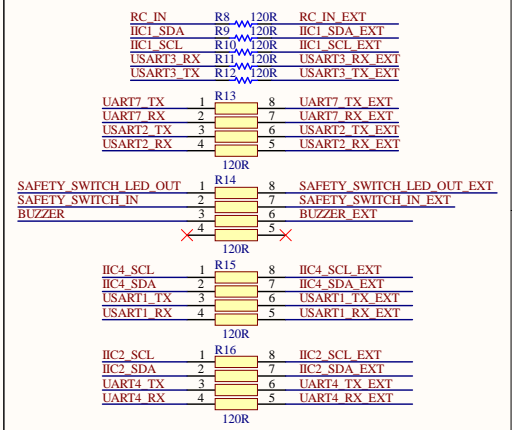 RC_IN R8 120R RC_IN_EXT
IIC1_SDA R9 120R IIC1_SDA_EXT
IIC1_SCL R10 120R IIC1_SCL_EXT
USART3_RX R11 120R USART3_RX_EXT
USART3_TX R12 120R USART3_TX_EXT
R13
UART7_TX 1 8 UART7_TX_EXT
UART7_RX 2 7 UART7_RX_EXT
USART2_TX 3 6 USART2_TX_EXT
USART2_RX 4 5 USART2_RX_EXT
120R
R14
SAFETY_SWITCH_LED_OUT 1 8 SAFETY_SWITCH_LED_OUT_EXT
SAFETY_SWITCH_IN 2 7 SAFETY_SWITCH_IN_EXT
BUZZER 3 6 BUZZER_EXT
4 5
120R
R15
IIC4_SCL 1 8 IIC4_SCL_EXT
IIC4_SDA 2 7 IIC4_SDA_EXT
USART1_TX 3 6 USART1_TX_EXT
USART1_RX 4 5 USART1_RX_EXT
120R
R16
IIC2_SCL 1 8 IIC2_SCL_EXT
IIC2_SDA 2 7 IIC2_SDA_EXT
UART4_TX 3 6 UART4_TX_EXT
UART4_RX 4 5 UART4_RX_EXT
120R